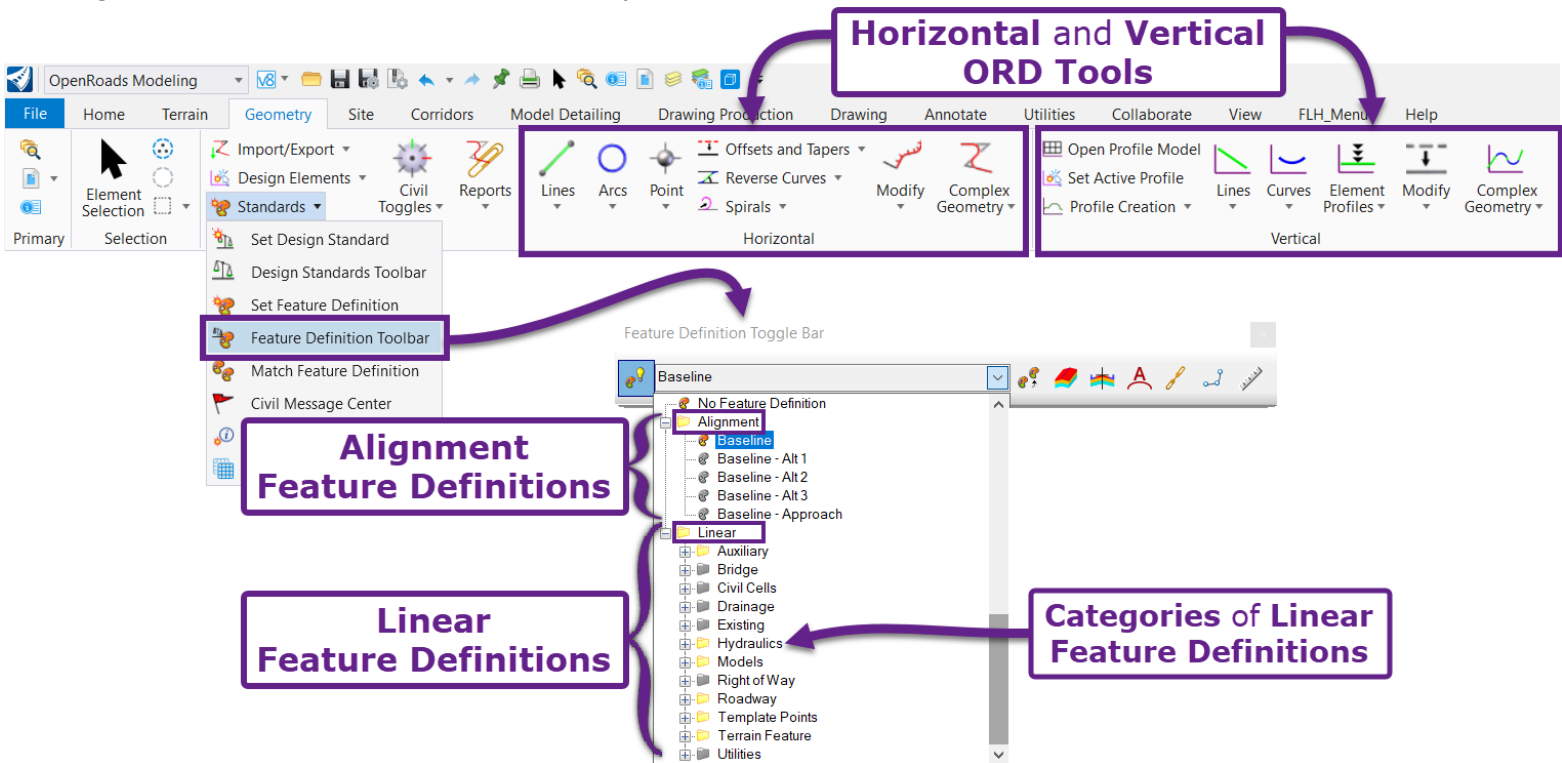 Horizontal and Vertical
ORD Tools
OpenRoads Modeling
V8
File Home Terrain Geometry Site Corridors Model Detailing Drawing Production Drawing Annotate Utilities Collaborate View FLH_Menu Help
Element
Selection
Import/Export
Design Elements
Standards
Civil
Toggles
Reports
Lines
Arcs
Point
Offsets and Tapers
Reverse Curves
Spirals
Modify
Complex
Geometry
Open Profile Model
Set Active Profile
Profile Creation
Lines
Curves
Element
Profiles
Modify
Complex
Geometry
Primary
Selection
Horizontal
Vertical
Set Design Standard
Design Standards Toolbar
Set Feature Definition
Feature Definition Toolbar
Match Feature Definition
Civil Message Center
Feature Definition Toggle Bar
Baseline
No Feature Definition
Alignment
Baseline
Baseline - Alt 1
Baseline - Alt 2
Baseline - Alt 3
Baseline - Approach
Linear
Auxiliary
Bridge
Civil Cells
Drainage
Existing
Hydraulics
Models
Right of Way
Roadway
Template Points
Terrain Feature
Utilities
Alignment
Feature Definitions
Linear
Feature Definitions
Categories of Linear
Feature Definitions